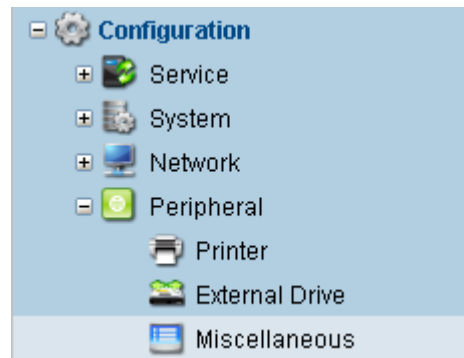 Configuration
Service
System
Network
Peripheral
Printer
External Drive
Miscellaneous